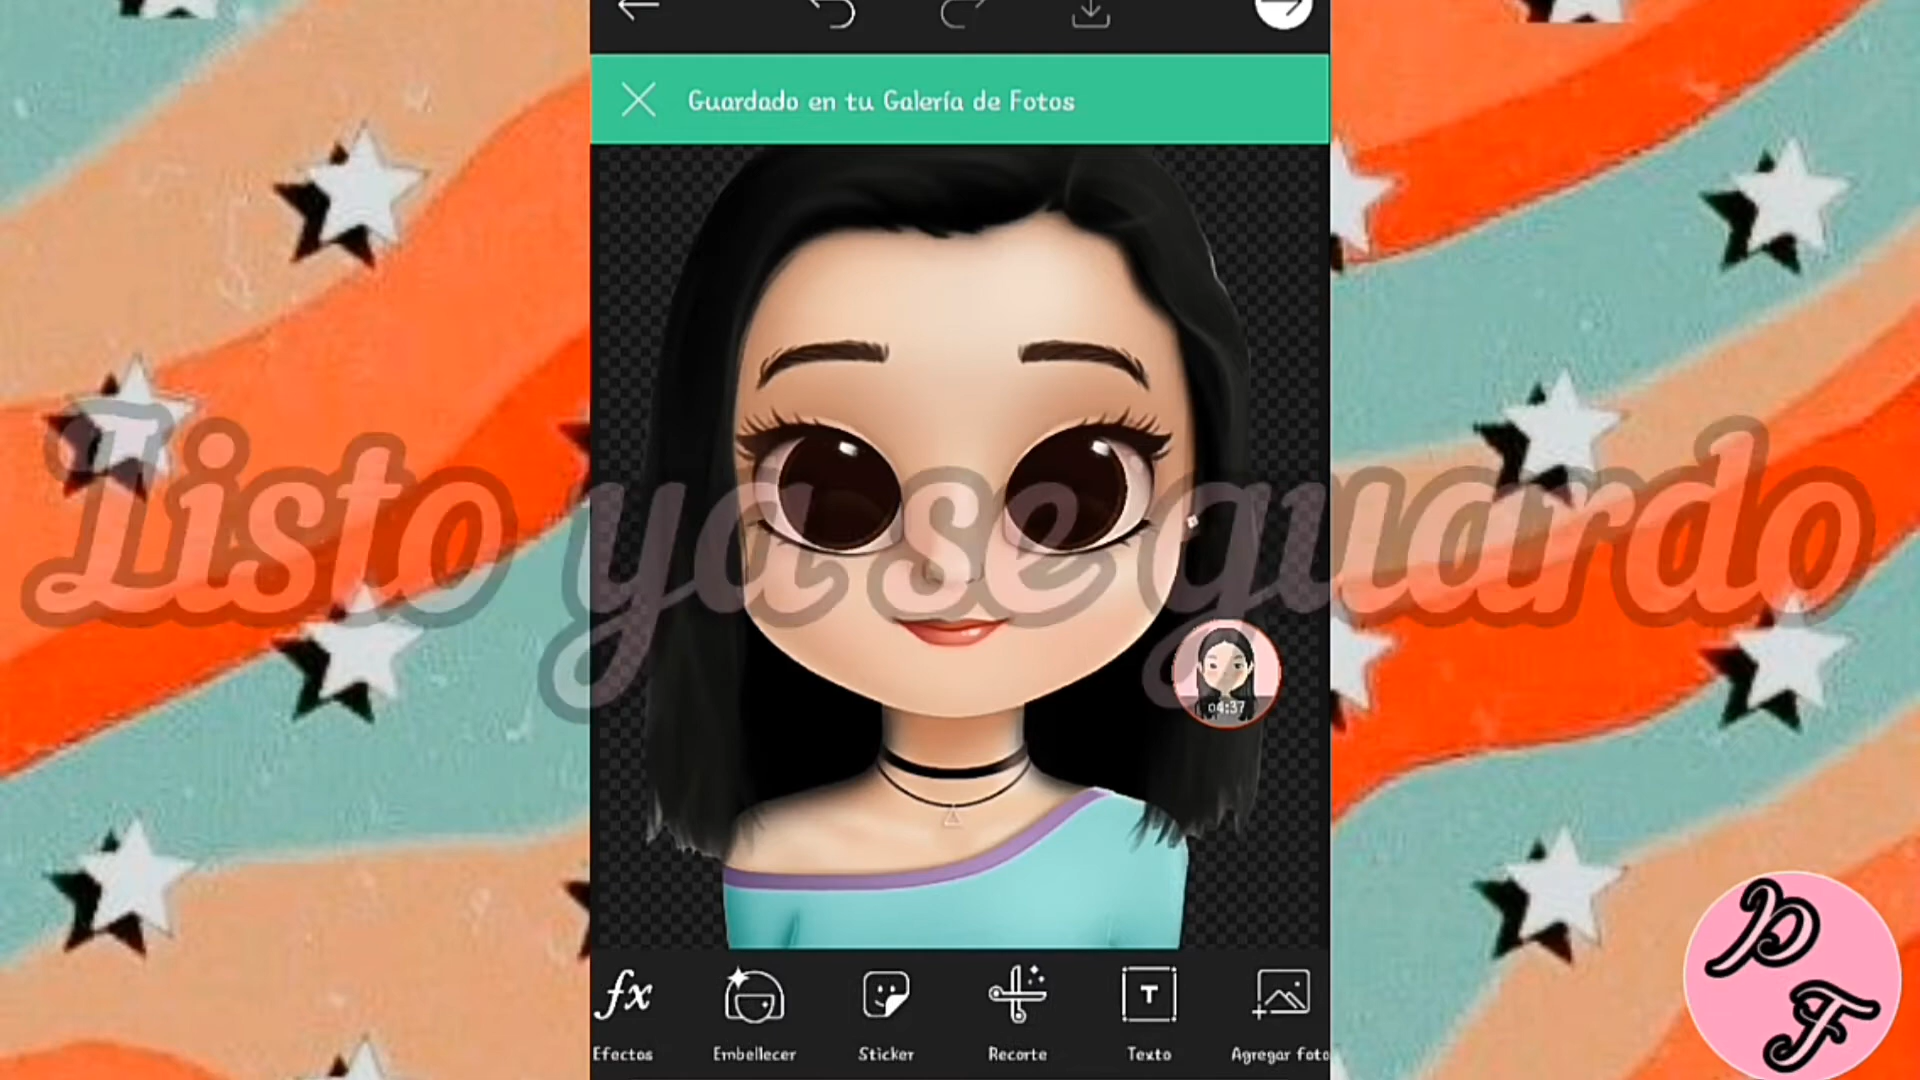 Guardado en tu Galería de Fotos
Listo ya se guardo
04:37
fx
T
Efectos
Embellecer
Sticker
Recorte
Texto
Agregar foto
DF